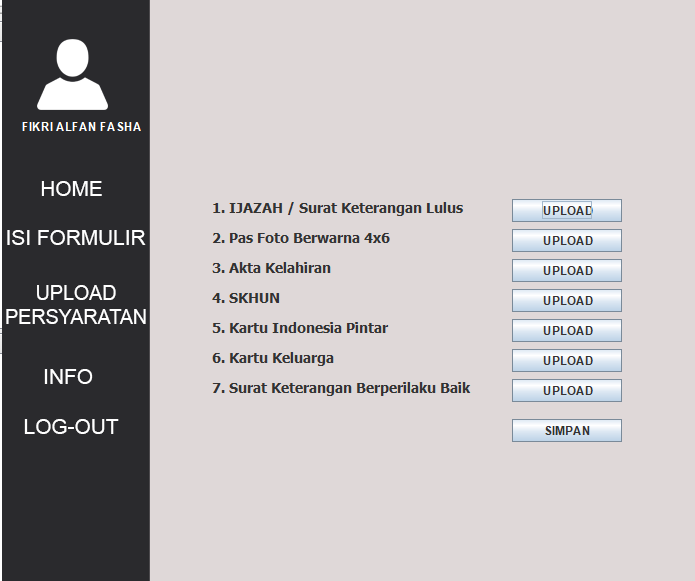 FIKRI ALFAN FASHA
HOME
ISI FORMULIR
UPLOAD
PERSYARATAN
INFO
LOG-OUT
1. IJAZAH / Surat Keterangan Lulus UPLOAD
2. Pas Foto Berwarna 4x6 UPLOAD
3. Akta Kelahiran UPLOAD
4. SKHUN UPLOAD
5. Kartu Indonesia Pintar UPLOAD
6. Kartu Keluarga UPLOAD
7. Surat Keterangan Berperilaku Baik UPLOAD
SIMPAN